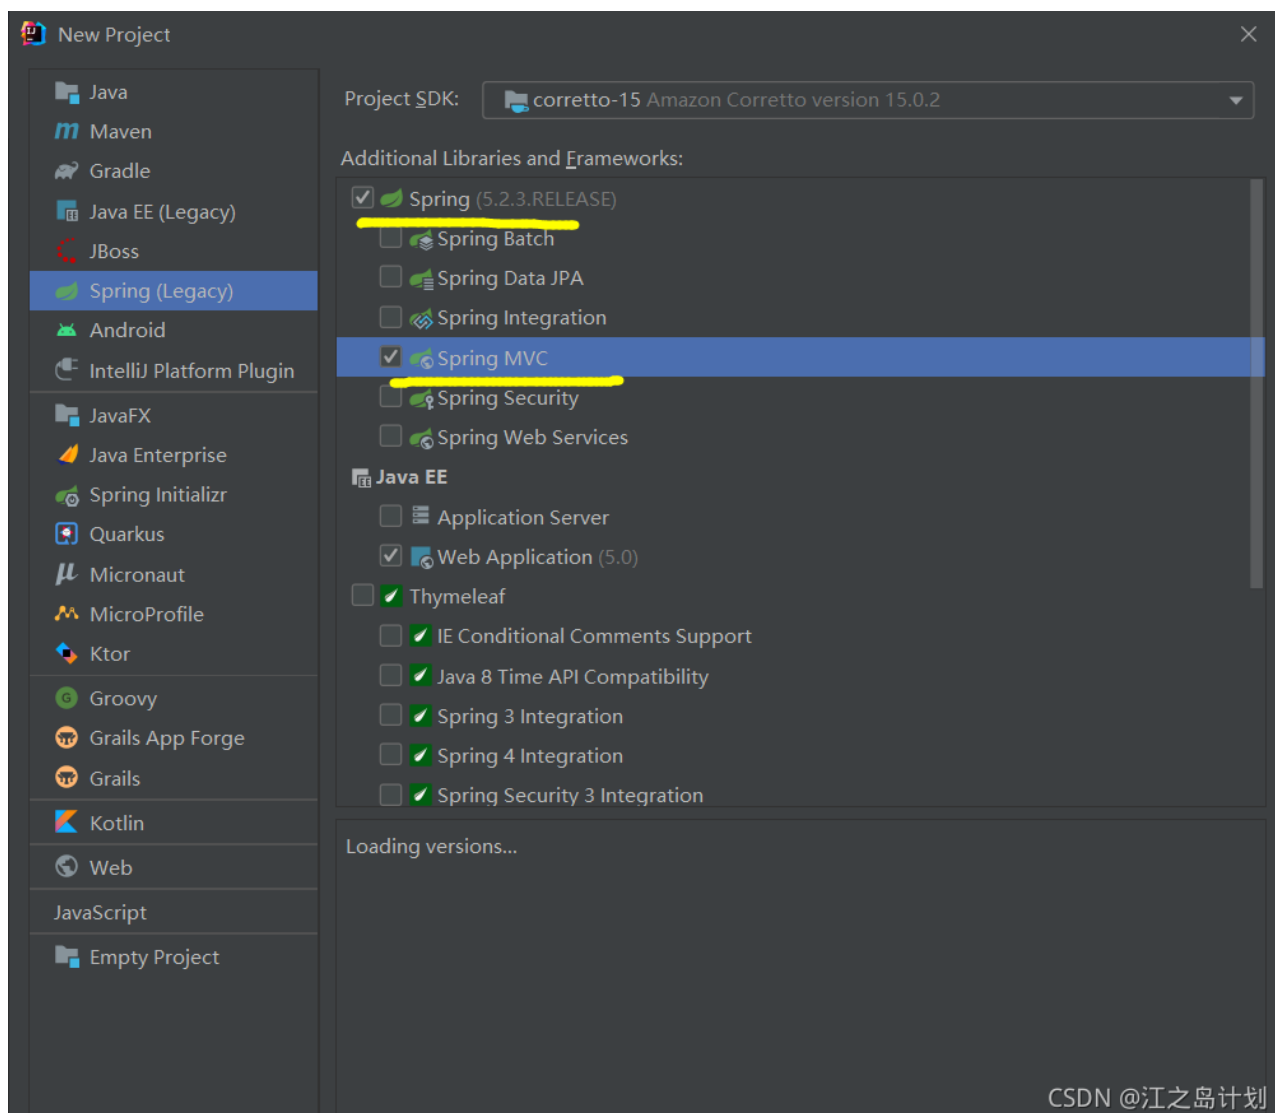 New Project
Java
Maven
Gradle
Java EE (Legacy)
JBoss
Spring (Legacy)
Android
IntelliJ Platform Plugin
JavaFX
Java Enterprise
Spring Initializr
Quarkus
Micronaut
MicroProfile
Ktor
Groovy
Grails App Forge
Grails
Kotlin
Web
JavaScript
Empty Project
Project SDK: corretto-15 Amazon Corretto version 15.0.2
Additional Libraries and Frameworks:
Spring (5.2.3.RELEASE)
Spring Batch
Spring Data JPA
Spring Integration
Spring MVC
Spring Security
Spring Web Services
Java EE
Application Server
Web Application (5.0)
Thymeleaf
IE Conditional Comments Support
Java 8 Time API Compatibility
Spring 3 Integration
Spring 4 Integration
Spring Security 3 Integration
Loading versions...
CSDN @江之岛计划